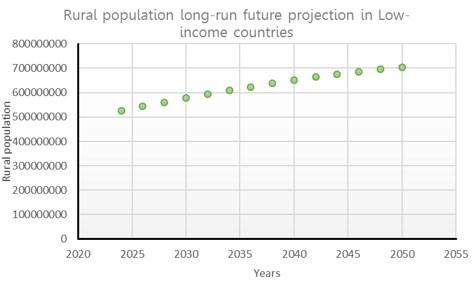 Rural population long-run future projection in Low-
income countries
800000000
700000000
600000000
500000000
400000000
300000000
200000000
100000000
0
Rural population
2020 2025 2030 2035 2040 2045 2050 2055
Years